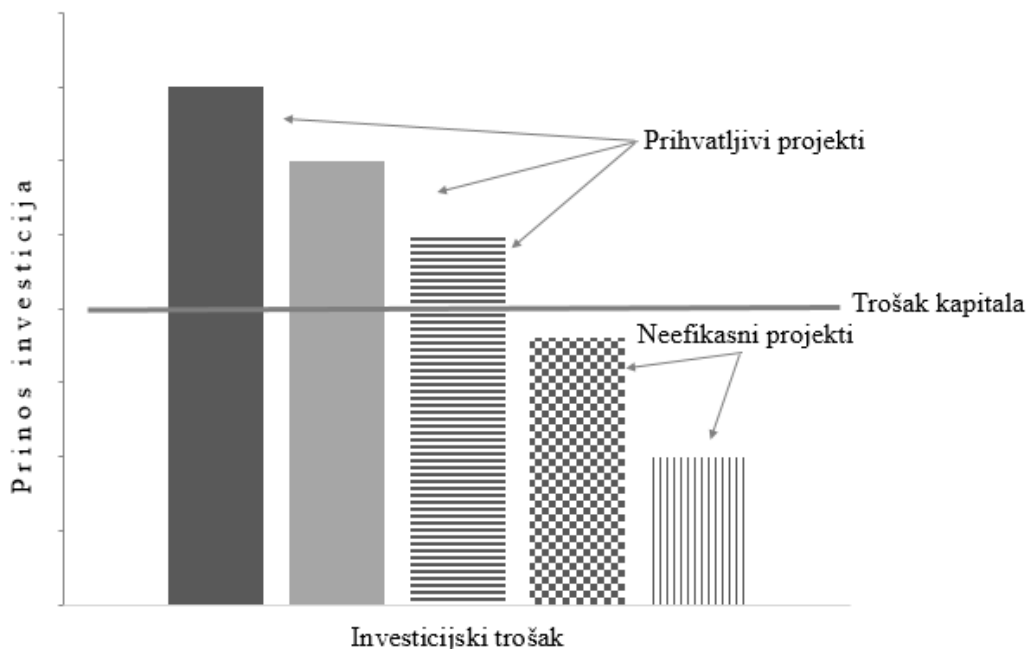 Prinos investicija
Prihvatljivi projekti
Trošak kapitala
Neefikasni projekti
Investicijski trošak